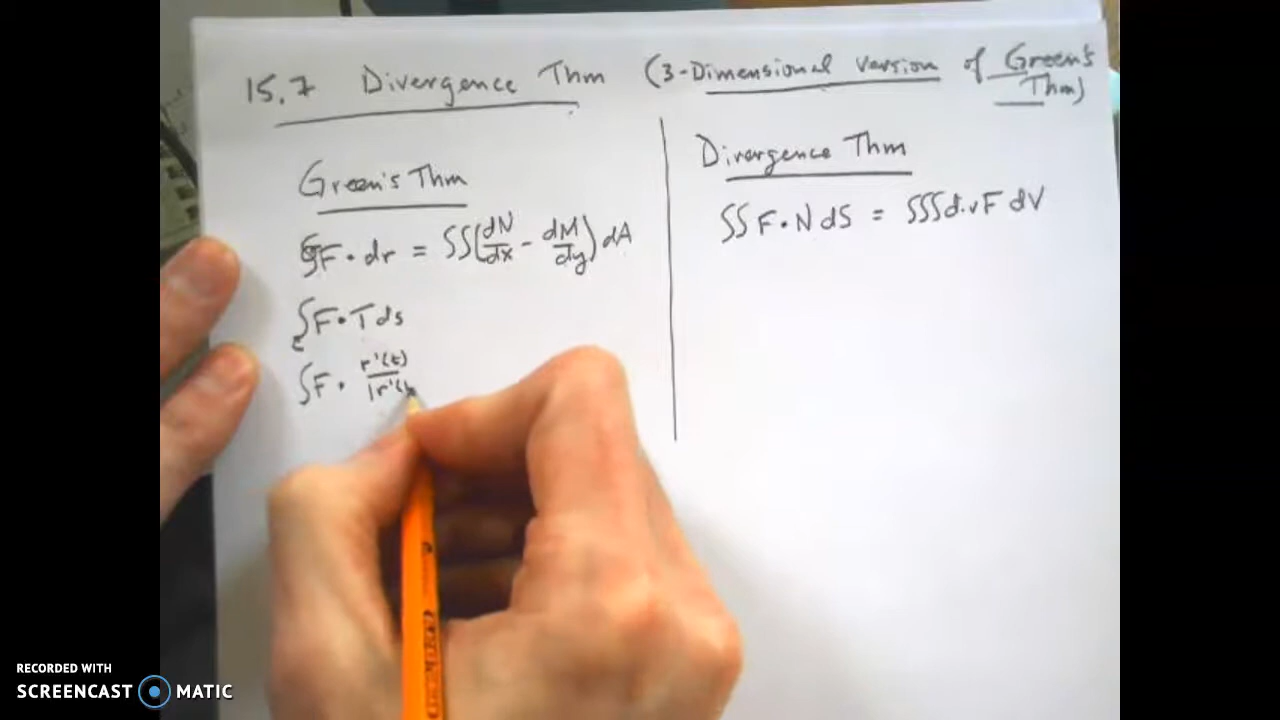 15.7 Divergence Thm (3-Dimensional version of Green's
Thm)
Green's Thm
∮F · dr = ∫∫(dN/dx - dM/dy) dA
∫F · T ds
c
∫F · r'(t)/|r'(t
Divergence Thm
∫∫ F · N dS = ∫∫∫ div F dV
RECORDED WITH
SCREENCAST MATIC